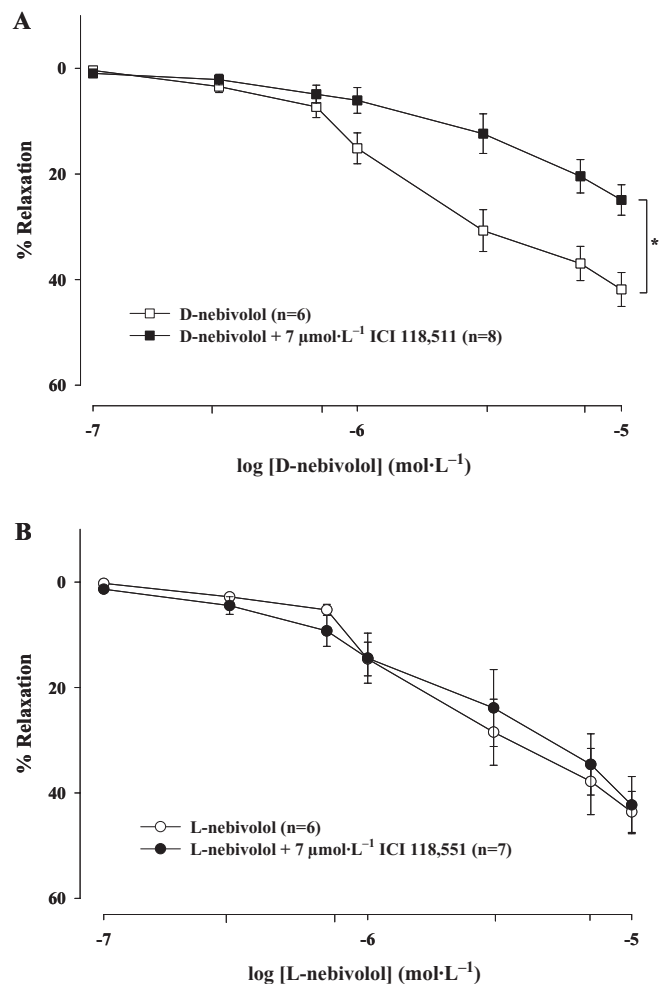 A
0
20
40
60
% Relaxation
*
D-nebivolol (n=6)
D-nebivolol + 7 µmol·L⁻¹ ICI 118,511 (n=8)
-7 -6 -5
log [D-nebivolol] (mol·L⁻¹)
B
0
20
40
60
% Relaxation
L-nebivolol (n=6)
L-nebivolol + 7 µmol·L⁻¹ ICI 118,551 (n=7)
-7 -6 -5
log [L-nebivolol] (mol·L⁻¹)